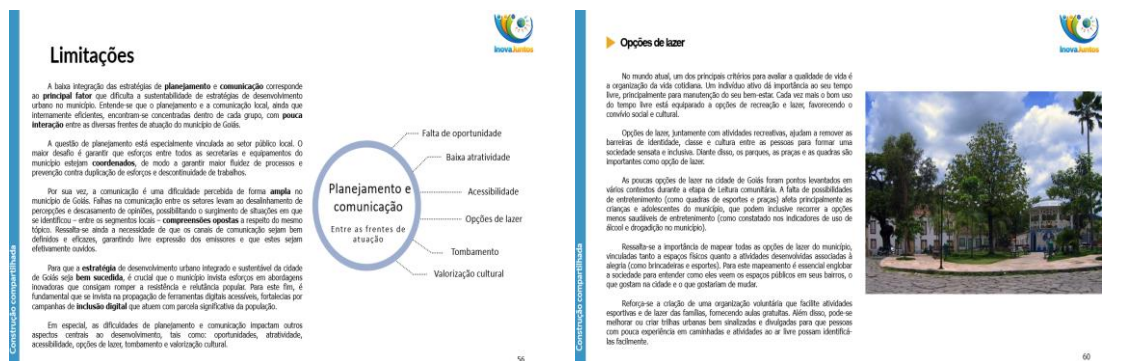 InovaJuntos
Limitações
A baixa integração das estratégias de planejamento e comunicação corresponde
ao principal fator que dificulta a sustentabilidade de estratégias de desenvolvimento
urbano no município. Entende-se que o planejamento e a comunicação local, ainda que
internamente eficientes, encontram-se concentradas dentro de cada grupo, com pouca
interação entre as diversas frentes de atuação do município de Goiás.
A questão de planejamento está especialmente vinculada ao setor público local. O
maior desafio é garantir que esforços entre todos as secretarias e equipamentos do
município estejam coordenados, de modo a garantir maior fluidez de processos e
prevenção contra duplicação de esforços e descontinuidade de trabalhos.
Por sua vez, a comunicação é uma dificuldade percebida de forma ampla no
município de Goiás. Falhas na comunicação entre os setores levam ao desalinhamento de
percepções e descasamento de opiniões, possibilitando o surgimento de situações em que
se identificou – entre os segmentos locais – compreensões opostas a respeito do mesmo
tópico. Ressalta-se ainda a necessidade de que os canais de comunicação sejam bem
definidos e eficazes, garantindo livre expressão dos emissores e que estes sejam
efetivamente ouvidos.
Para que a estratégia de desenvolvimento urbano integrado e sustentável da cidade
de Goiás seja bem sucedida, é crucial que o município invista esforços em abordagens
inovadoras que consigam romper a resistência e relutância popular. Para este fim, é
fundamental que se invista na propagação de ferramentas digitais acessíveis, fortalecias por
campanhas de inclusão digital que atuem com parcela significativa da população.
Em especial, as dificuldades de planejamento e comunicação impactam outros
aspectos centrais ao desenvolvimento, tais como: oportunidades, atratividade,
acessibilidade, opções de lazer, tombamento e valorização cultural.
Planejamento e
comunicação
Entre as frentes de
atuação
Falta de oportunidade
Baixa atratividade
Acessibilidade
Opções de lazer
Tombamento
Valorização cultural
Construção compartilhada
56
InovaJuntos
Opções de lazer
No mundo atual, um dos principais critérios para avaliar a qualidade de vida é
a organização da vida cotidiana. Um indivíduo ativo dá importância ao seu tempo
livre, principalmente para manutenção do seu bem-estar. Cada vez mais o bom uso
do tempo livre está equiparado a opções de recreação e lazer, favorecendo o
convívio social e cultural.
Opções de lazer, juntamente com atividades recreativas, ajudam a remover as
barreiras de identidade, classe e cultura entre as pessoas para formar uma
sociedade sensata e inclusiva. Diante disso, os parques, as praças e as quadras são
importantes como opção de lazer.
As poucas opções de lazer na cidade de Goiás foram pontos levantados em
vários contextos durante a etapa de Leitura comunitária. A falta de possibilidades
de entretenimento (como quadras de esportes e praças) afeta principalmente as
crianças e adolescentes do município, que podem inclusive recorrer a opções
menos saudáveis de entretenimento (como constatado nos indicadores de uso de
álcool e drogadição no município).
Ressalta-se a importância de mapear todas as opções de lazer do município,
vinculadas tanto a espaços físicos quanto a atividades desenvolvidas associadas à
alegria (como brincadeiras e esportes). Para este mapeamento é essencial englobar
a sociedade para entender como eles veem os espaços públicos em seus bairros, o
que gostam na cidade e o que gostariam de mudar.
Reforça-se a criação de uma organização voluntária que facilite atividades
esportivas e de lazer das famílias, fornecendo aulas gratuitas. Além disso, pode-se
melhorar ou criar trilhas urbanas bem sinalizadas e divulgadas para que pessoas
com pouca experiência em caminhadas e atividades ao ar livre possam identificá-
las facilmente.
Construção compartilhada
60